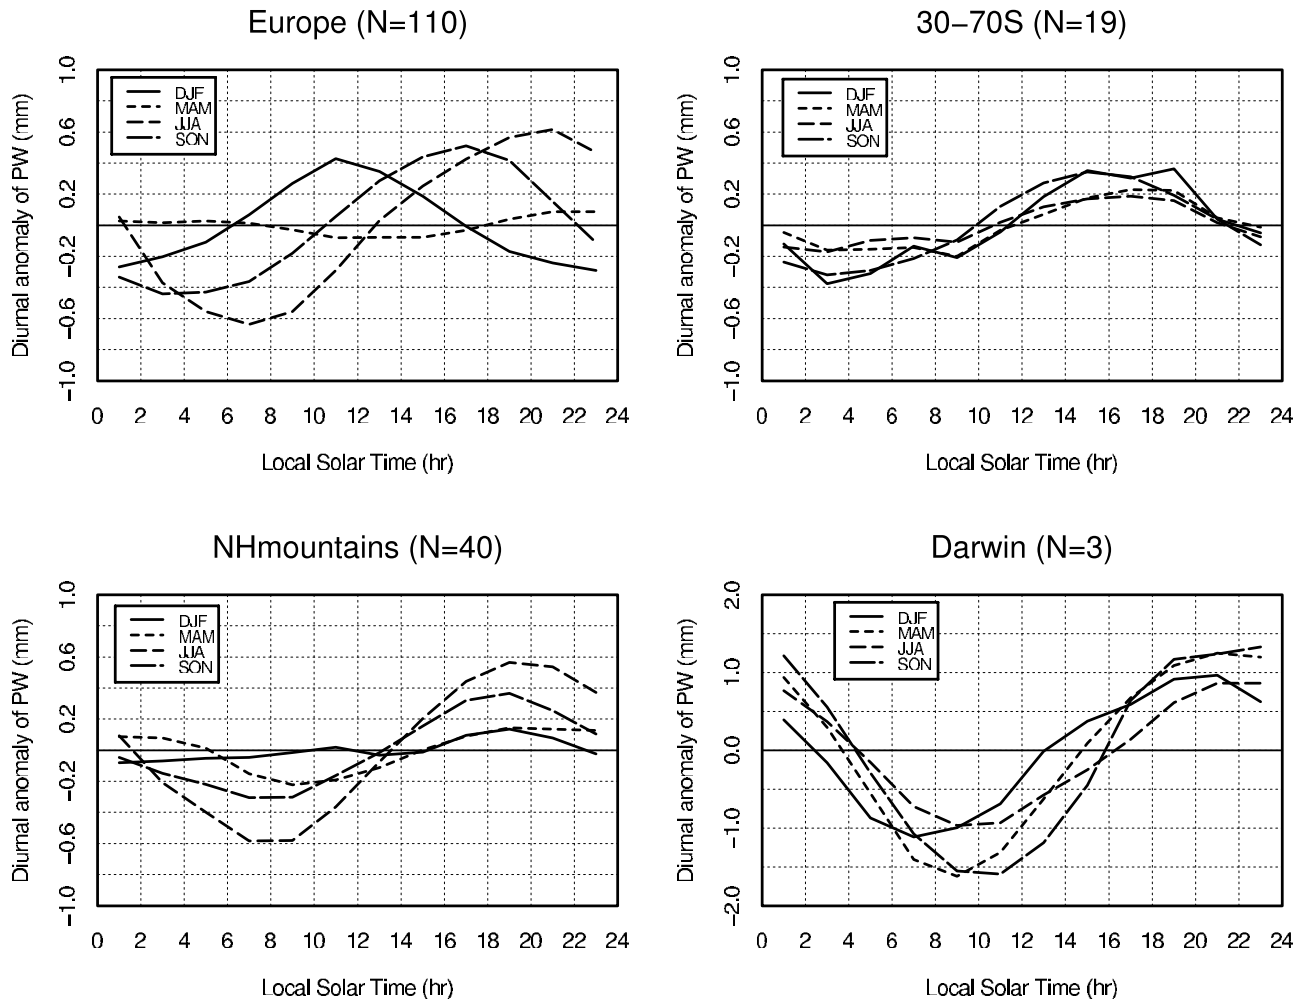 Europe (N=110)
Diurnal anomaly of PW (mm)
1.0
0.6
0.2
−0.2
−0.6
−1.0
DJF
MAM
JJA
SON
0 2 4 6 8 10 12 14 16 18 20 22 24
Local Solar Time (hr)
30−70S (N=19)
Diurnal anomaly of PW (mm)
1.0
0.6
0.2
−0.2
−0.6
−1.0
DJF
MAM
JJA
SON
0 2 4 6 8 10 12 14 16 18 20 22 24
Local Solar Time (hr)
NHmountains (N=40)
Diurnal anomaly of PW (mm)
1.0
0.6
0.2
−0.2
−0.6
−1.0
DJF
MAM
JJA
SON
0 2 4 6 8 10 12 14 16 18 20 22 24
Local Solar Time (hr)
Darwin (N=3)
Diurnal anomaly of PW (mm)
2.0
1.0
0.0
−1.0
−2.0
DJF
MAM
JJA
SON
0 2 4 6 8 10 12 14 16 18 20 22 24
Local Solar Time (hr)